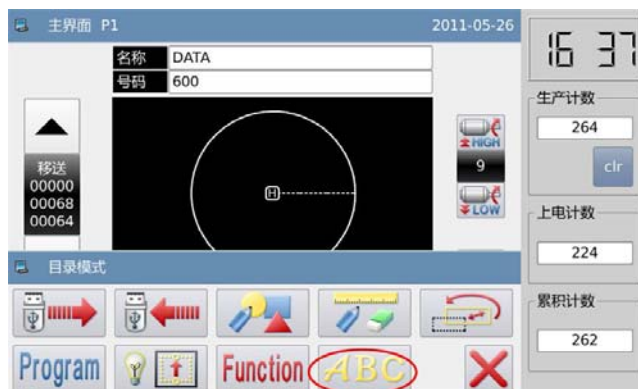 主界面 P1
2011-05-26
名称 DATA
号码 600
移送
00000
00068
00064
H
HIGH
9
LOW
16 37
生产计数
264
clr
上电计数
224
累积计数
262
目录模式
Program
Function
ABC